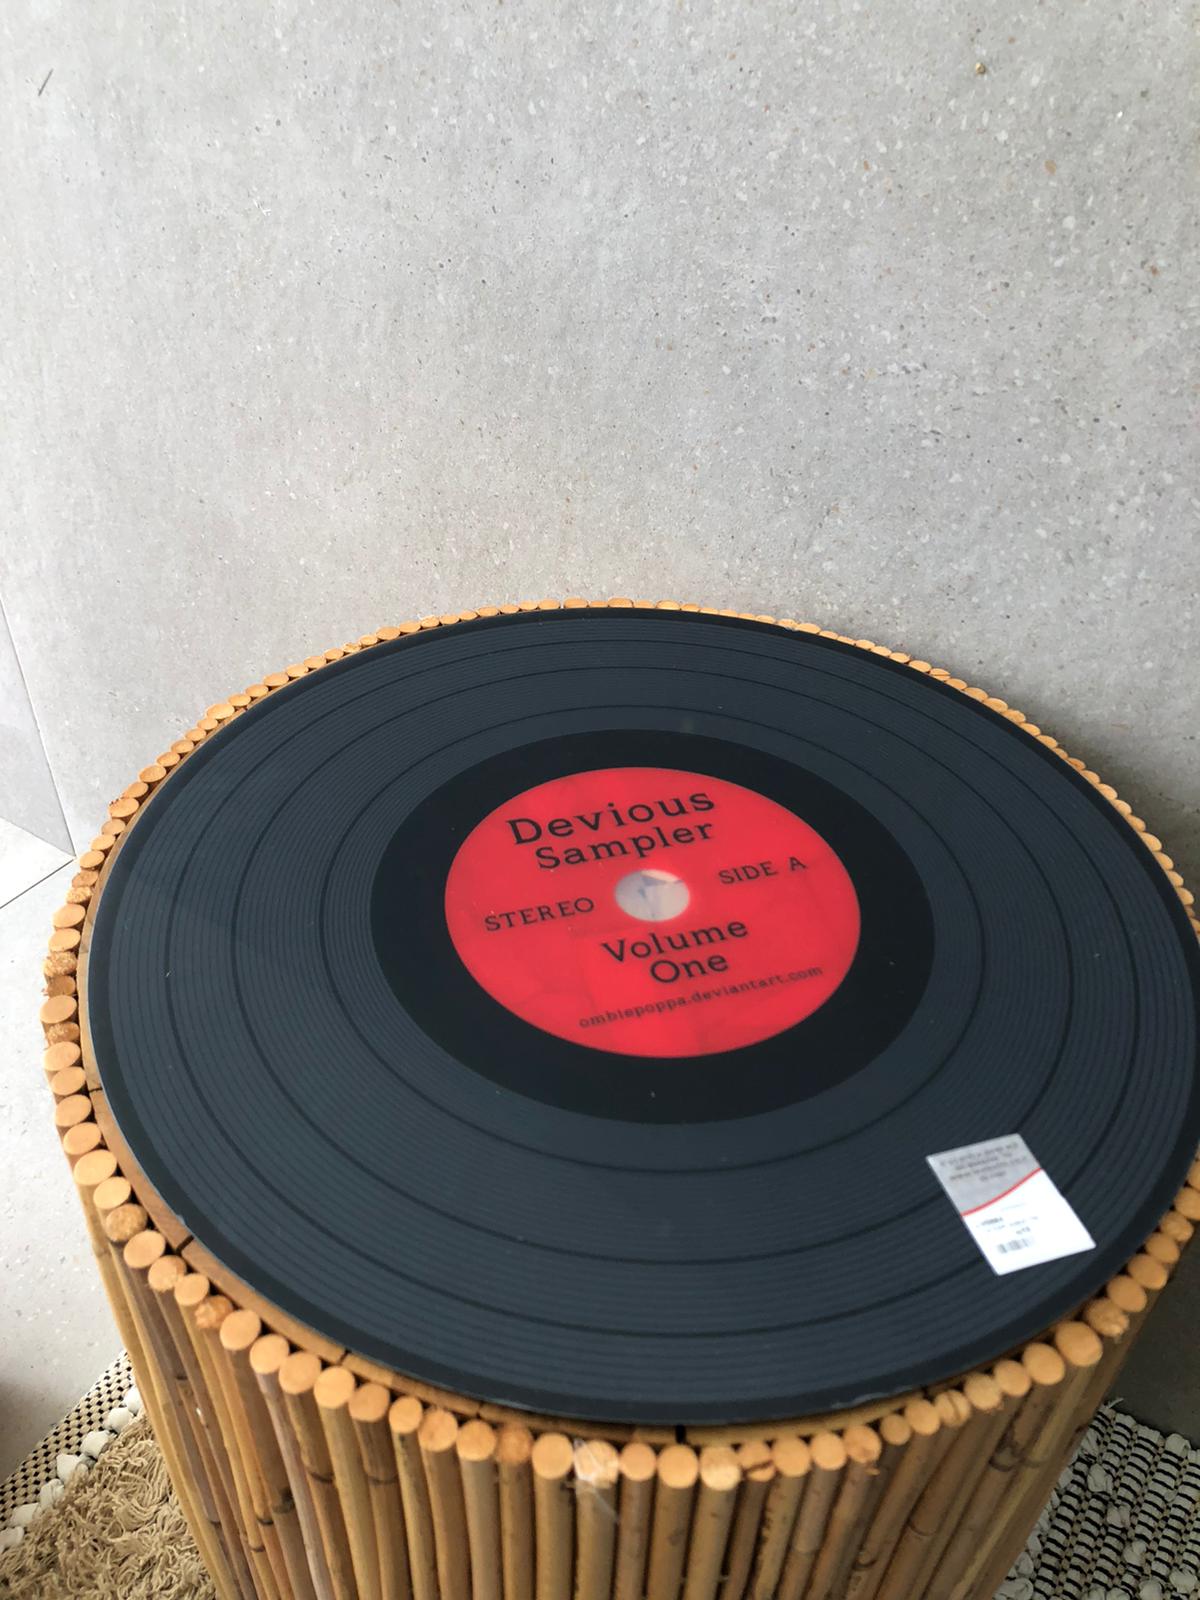 Devious
Sampler
STEREO
SIDE A
Volume
One
ombiepoppa.deviantart.com